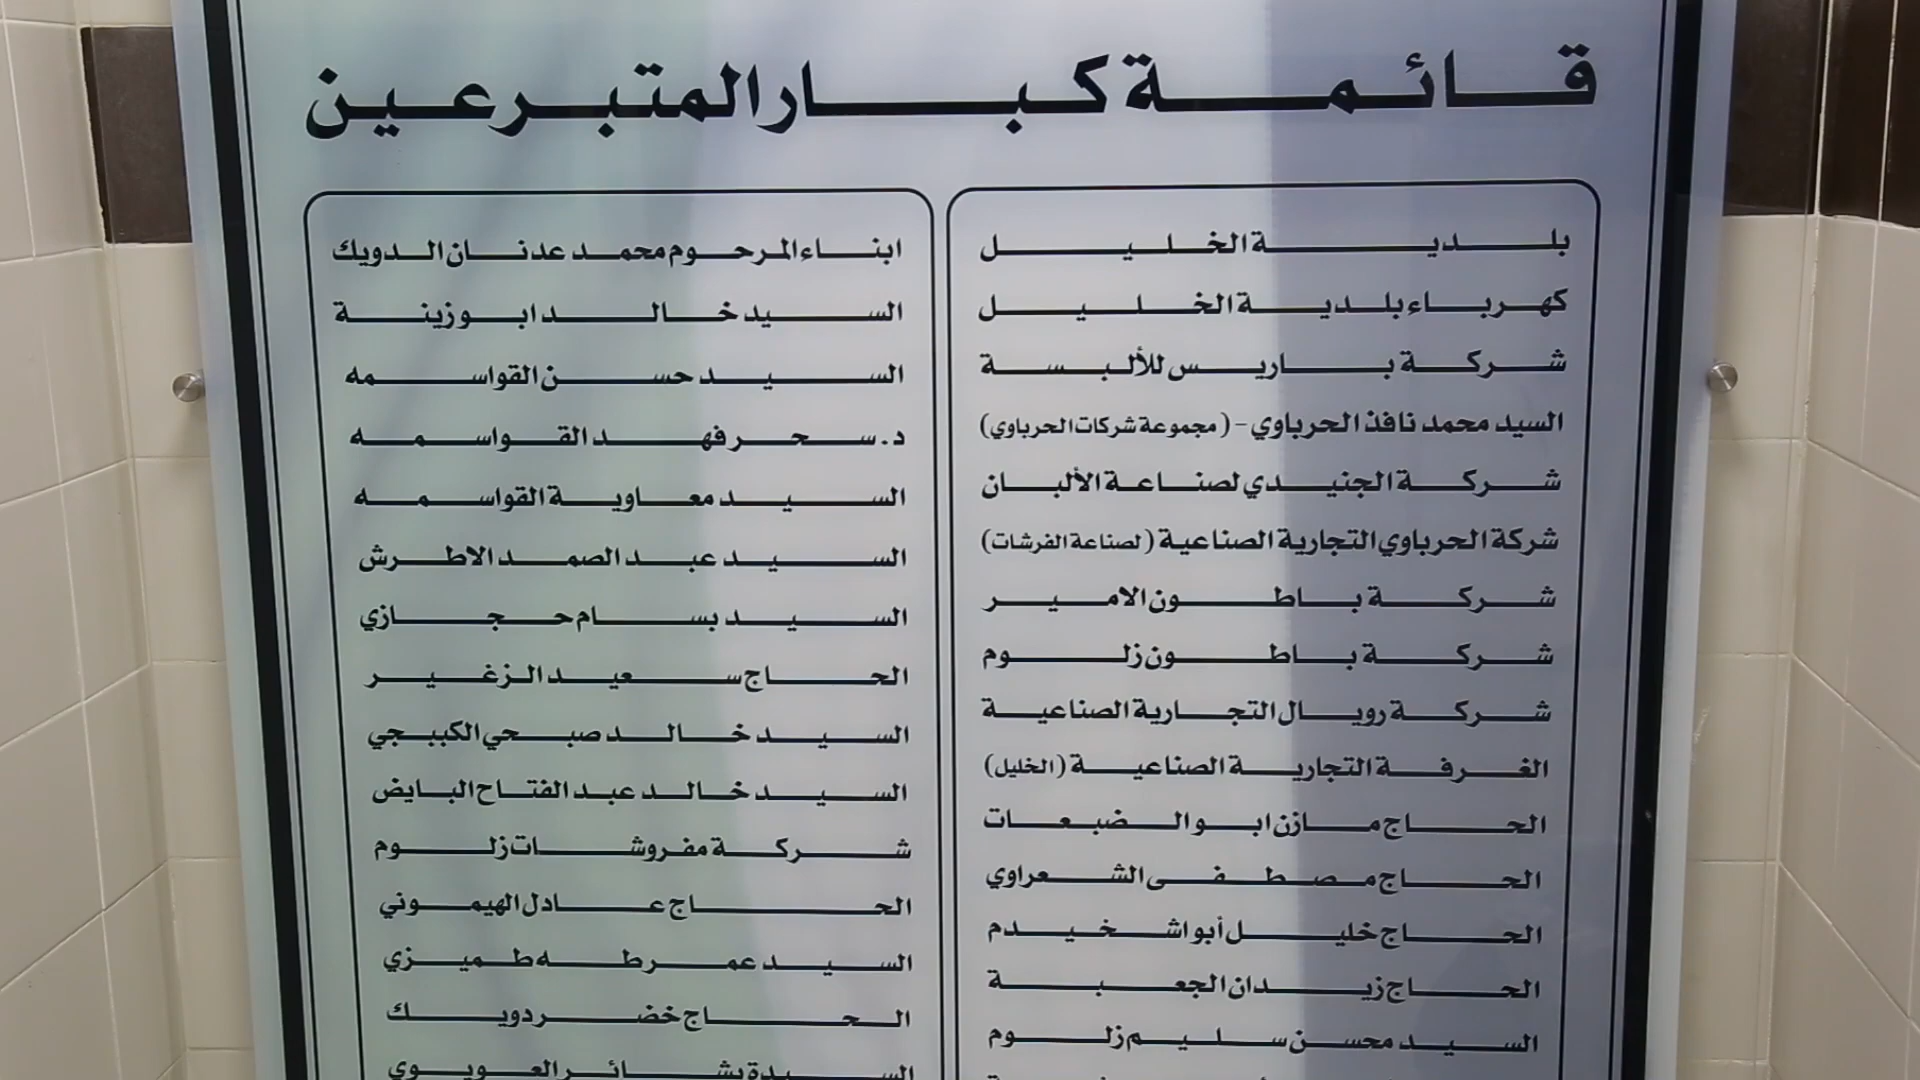 قائمة كبار المتبرعين
بلدية الخليل
كهرباء بلدية الخليل
شركة باريس للألبسة
السيد محمد نافذ الحرباوي - (مجموعة شركات الحرباوي)
شركة الجنيدي لصناعة الألبان
شركة الحرباوي التجارية الصناعية (لصناعة الفرشات)
شركة باطون الامير
شركة باطون زلوم
شركة رويال التجارية الصناعية
الغرفة التجارية الصناعية (الخليل)
الحاج مازن ابو الضبعات
الحاج مصطفى الشعراوي
الحاج خليل أبو اشخيدم
الحاج زيدان الجعبة
السيد محسن سليم زلوم
ابناء المرحوم محمد عدنان الدويك
السيد خالد ابو زينة
السيد حسن القواسمه
د. سحر فهد القواسمه
السيد معاوية القواسمه
السيد عبد الصمد الاطرش
السيد بسام حجازي
الحاج سعيد الزغير
السيد خالد صبحي الكببجي
السيد خالد عبد الفتاح البايض
شركة مفروشات زلوم
الحاج عادل الهيموني
السيد عمر طه طميزي
الحاج خضر دويك
السيدة بشائر العويوي